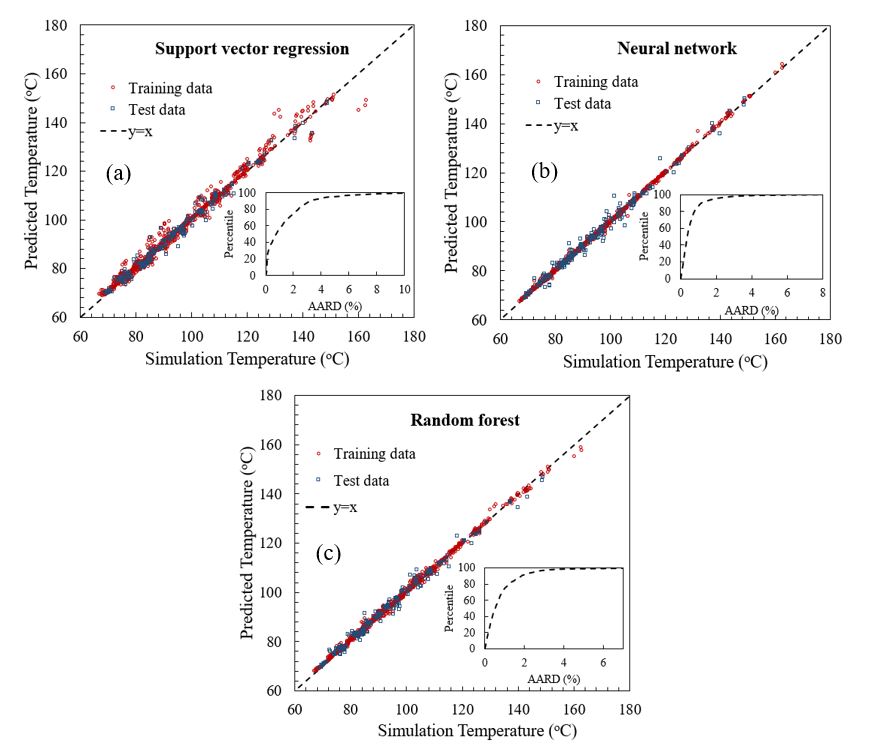 180
160
140
120
100
80
60
60
80
100
120
140
160
180
Predicted Temperature (°C)
Simulation Temperature (°C)
Support vector regression
Training data
Test data
y=x
(a)
100
80
60
40
20
0
0
2
4
6
8
10
Percentile
AARD (%)
180
160
140
120
100
80
60
60
80
100
120
140
160
180
Predicted Temperature (°C)
Simulation Temperature (°C)
Neural network
Training data
Test data
y=x
(b)
100
80
60
40
20
0
0
2
4
6
8
Percentile
AARD (%)
180
160
140
120
100
80
60
60
80
100
120
140
160
180
Predicted Temperature (°C)
Simulation Temperature (°C)
Random forest
Training data
Test data
y=x
(c)
100
80
60
40
20
0
0
2
4
6
Percentile
AARD (%)